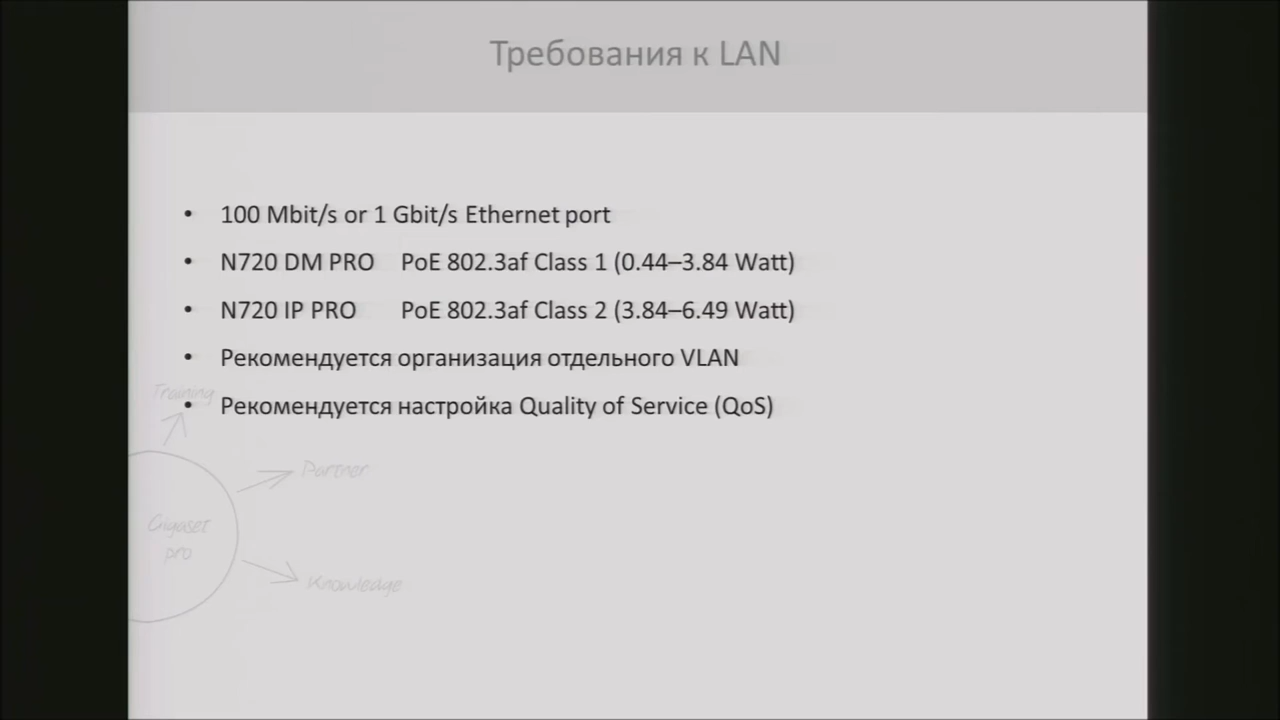 Требования к LAN
• 100 Mbit/s or 1 Gbit/s Ethernet port
• N720 DM PRO PoE 802.3af Class 1 (0.44–3.84 Watt)
• N720 IP PRO PoE 802.3af Class 2 (3.84–6.49 Watt)
• Рекомендуется организация отдельного VLAN
• Рекомендуется настройка Quality of Service (QoS)
Training
Partner
Gigaset
pro
Knowledge